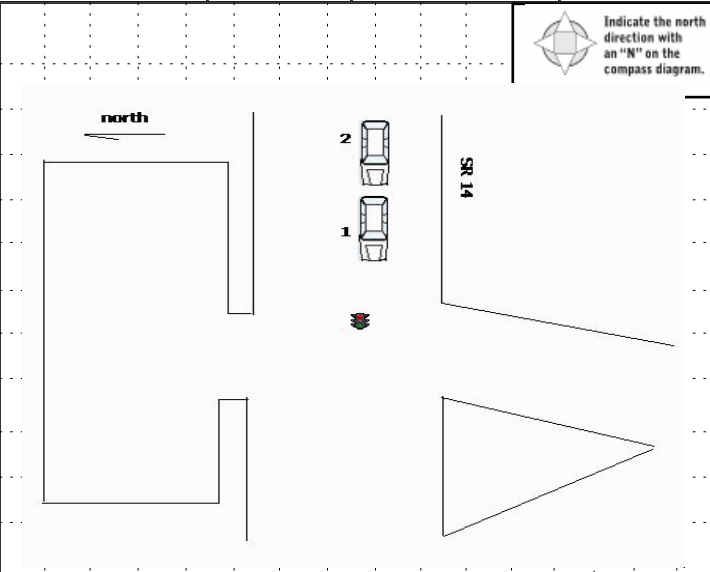 Indicate the north
direction with
an “N” on the
compass diagram.
north
2
SR 14
1